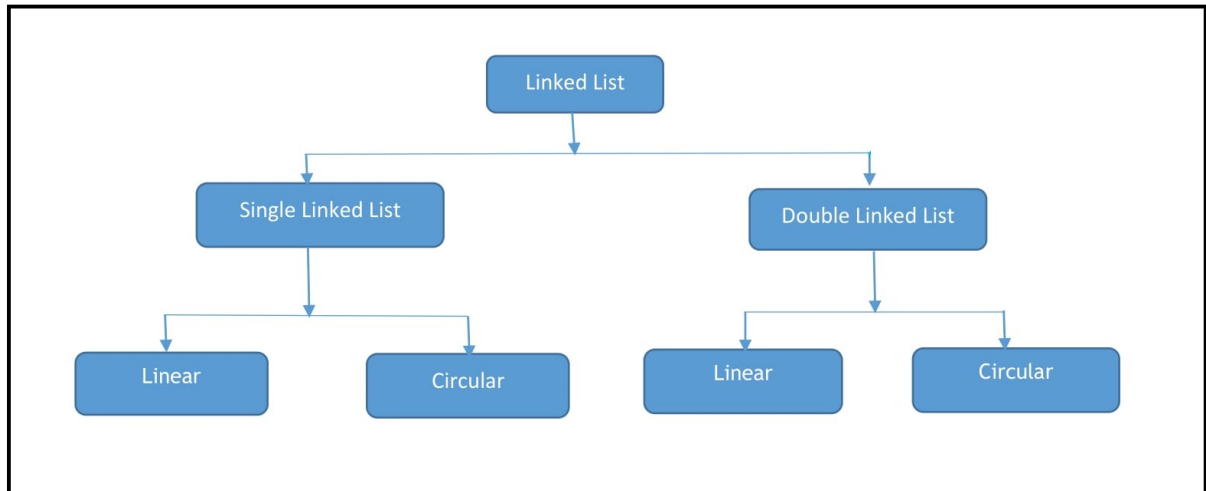 Linked List
Single Linked List
Double Linked List
Linear
Circular
Linear
Circular